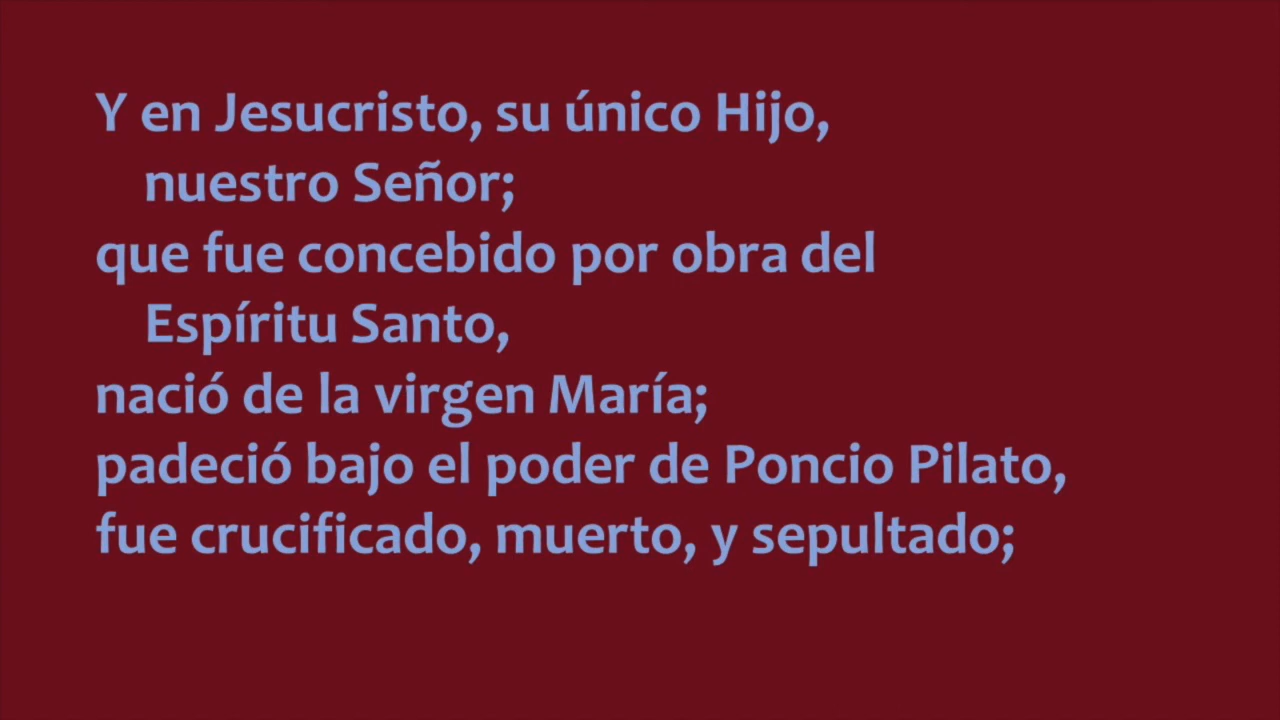 Y en Jesucristo, su único Hijo,
nuestro Señor;
que fue concebido por obra del
Espíritu Santo,
nació de la virgen María;
padeció bajo el poder de Poncio Pilato,
fue crucificado, muerto, y sepultado;